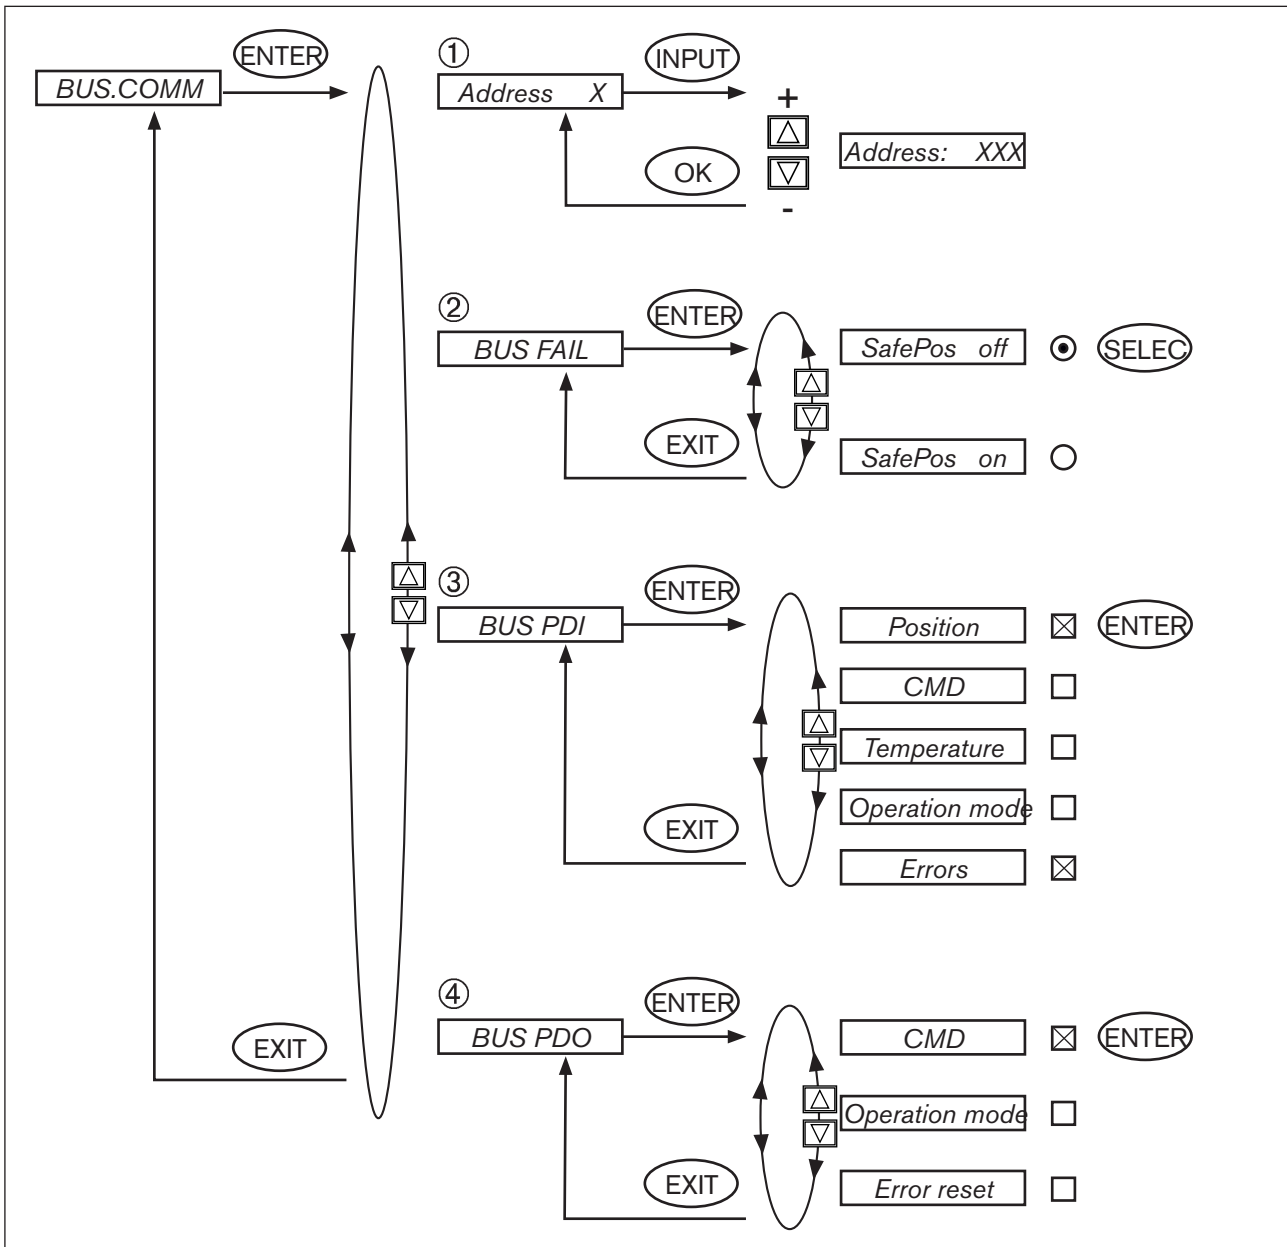 BUS.COMM
ENTER
EXIT
①
Address X
INPUT
OK
+
-
Address: XXX
②
BUS FAIL
ENTER
EXIT
SafePos off
SELEC
SafePos on
③
BUS PDI
ENTER
EXIT
Position
ENTER
CMD
Temperature
Operation mode
Errors
④
BUS PDO
ENTER
EXIT
CMD
ENTER
Operation mode
Error reset